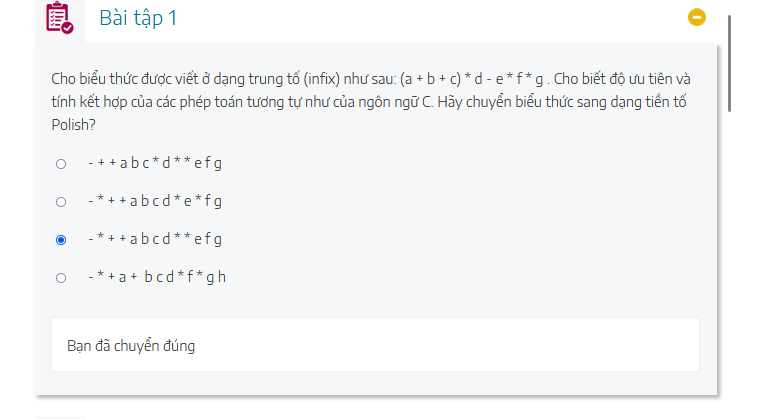 Bài tập 1
Cho biểu thức được viết ở dạng trung tố (infix) như sau: (a + b + c) * d - e * f * g . Cho biết độ ưu tiên và
tính kết hợp của các phép toán tương tự như của ngôn ngữ C. Hãy chuyển biểu thức sang dạng tiền tố
Polish?
- + + a b c * d * * e f g
- * + + a b c d * e * f g
- * + + a b c d * * e f g
- * + a + b c d * f * g h
Bạn đã chuyển đúng